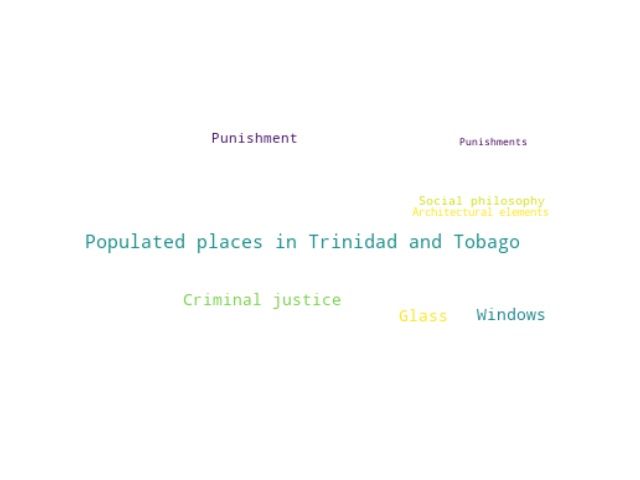 Punishment
Punishments
Social philosophy
Architectural elements
Populated places in Trinidad and Tobago
Criminal justice
Glass
Windows